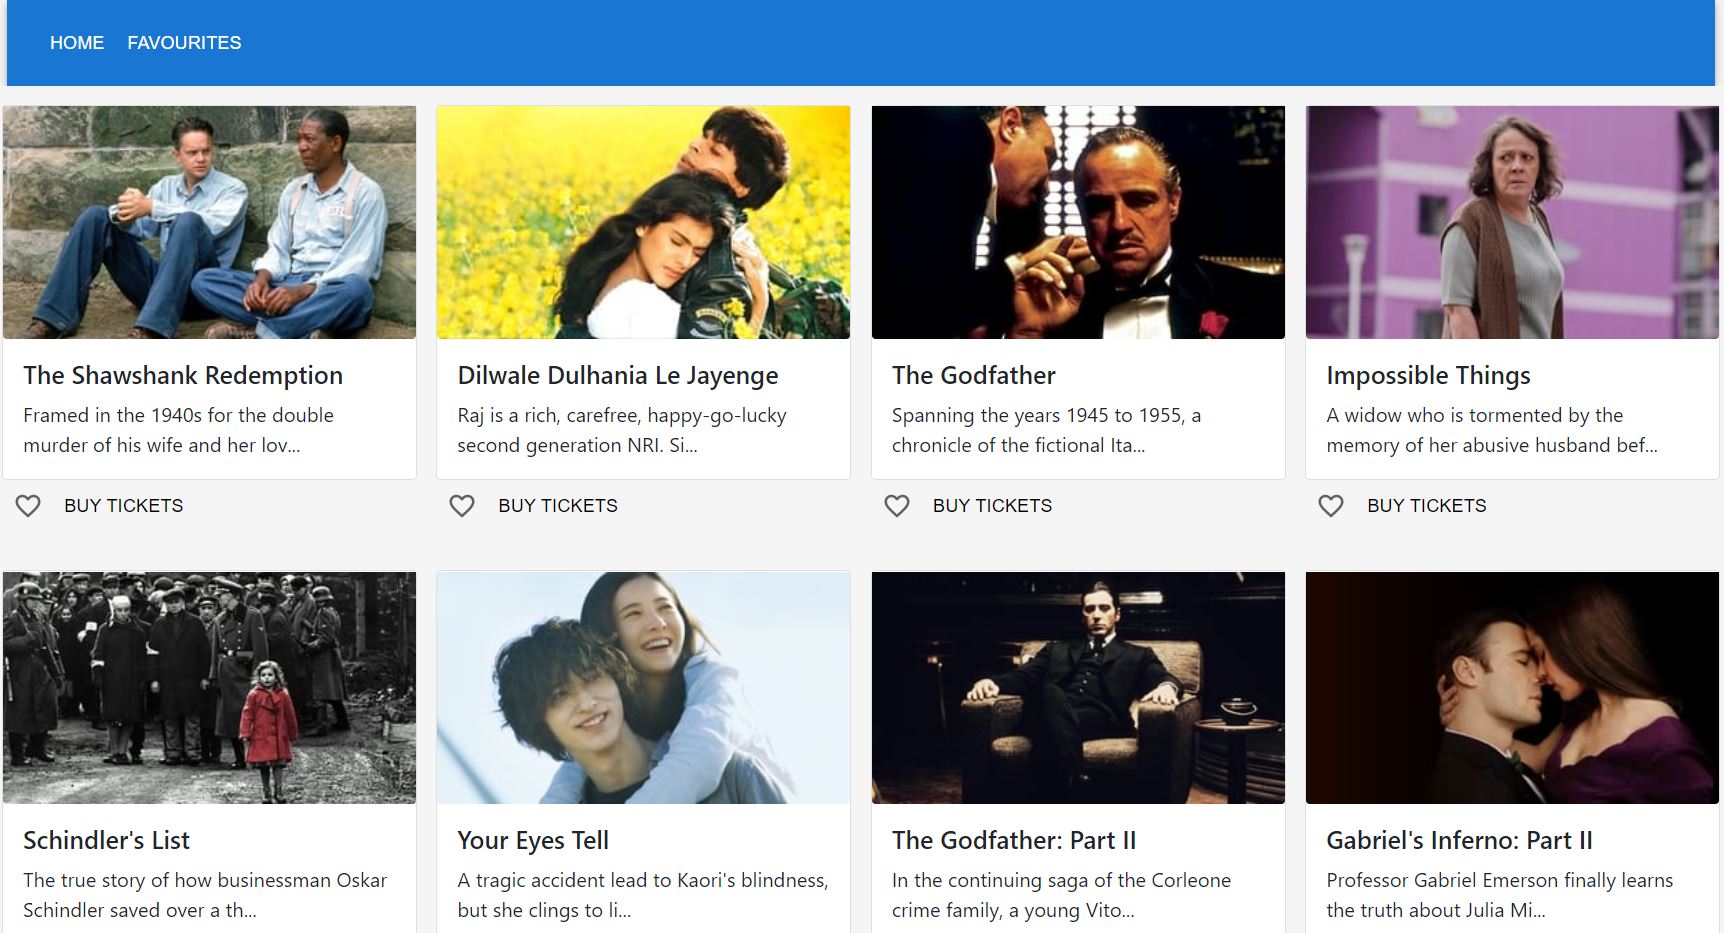 HOME FAVOURITES
The Shawshank Redemption
Framed in the 1940s for the double
murder of his wife and her lov...
BUY TICKETS
Dilwale Dulhania Le Jayenge
Raj is a rich, carefree, happy-go-lucky
second generation NRI. Si...
BUY TICKETS
The Godfather
Spanning the years 1945 to 1955, a
chronicle of the fictional Ita...
BUY TICKETS
Impossible Things
A widow who is tormented by the
memory of her abusive husband bef...
BUY TICKETS
Schindler's List
The true story of how businessman Oskar
Schindler saved over a th...
Your Eyes Tell
A tragic accident lead to Kaori's blindness,
but she clings to li...
The Godfather: Part II
In the continuing saga of the Corleone
crime family, a young Vito...
Gabriel's Inferno: Part II
Professor Gabriel Emerson finally learns
the truth about Julia Mi...